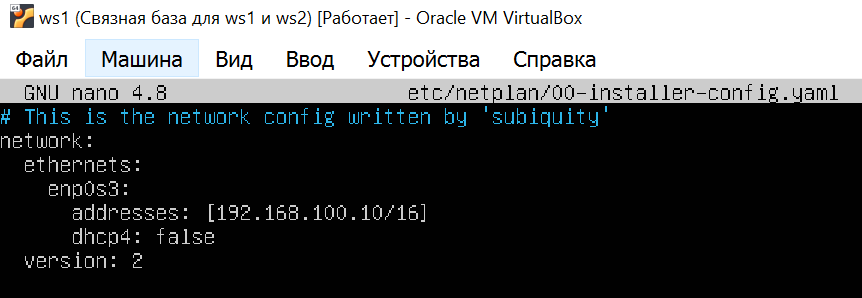 ws1 (Связная база для ws1 и ws2) [Работает] - Oracle VM VirtualBox
Файл Машина Вид Ввод Устройства Справка
GNU nano 4.8 etc/netplan/00-installer-config.yaml
# This is the network config written by 'subiquity'
network:
  ethernets:
    enp0s3:
      addresses: [192.168.100.10/16]
      dhcp4: false
  version: 2